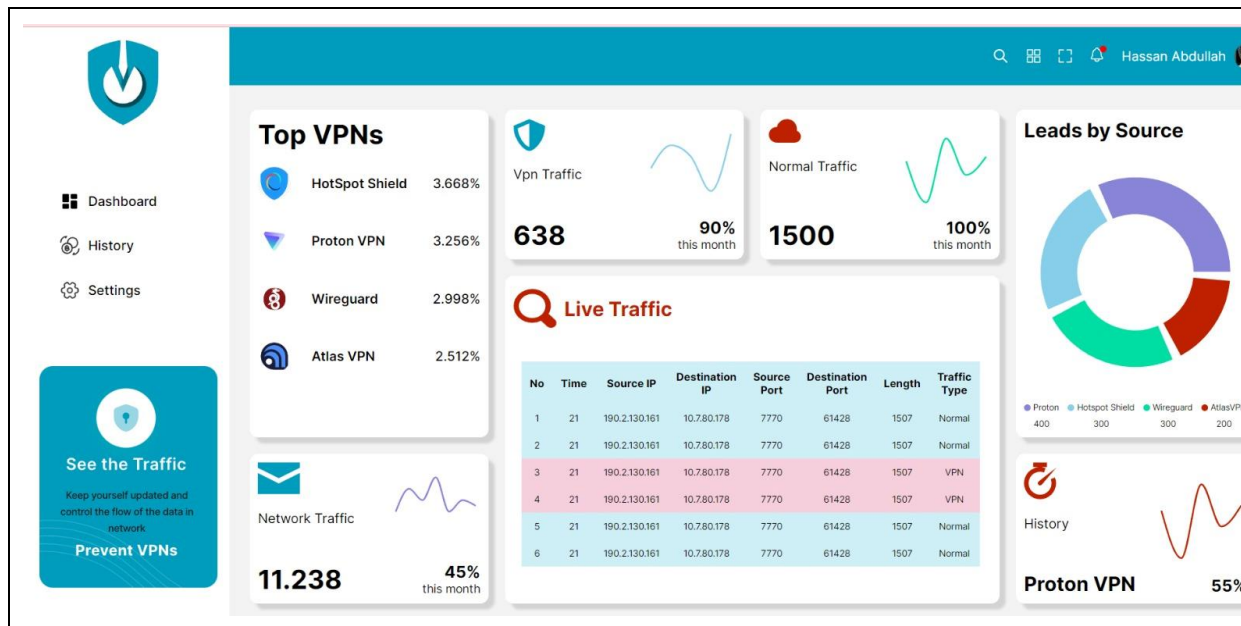 Hassan Abdullah
Dashboard
History
Settings
See the Traffic
Keep yourself updated and
control the flow of the data in
network
Prevent VPNs
Top VPNs
HotSpot Shield 3.668%
Proton VPN 3.256%
Wireguard 2.998%
Atlas VPN 2.512%
Vpn Traffic
638
90%
this month
Normal Traffic
1500
100%
this month
Leads by Source
Proton Hotspot Shield Wireguard AtlasVP
400 300 300 200
Network Traffic
11.238
45%
this month
Live Traffic
No Time Source IP Destination IP Source Port Destination Port Length Traffic Type
1 21 190.2.130.161 10.7.80.178 7770 61428 1507 Normal
2 21 190.2.130.161 10.7.80.178 7770 61428 1507 Normal
3 21 190.2.130.161 10.7.80.178 7770 61428 1507 VPN
4 21 190.2.130.161 10.7.80.178 7770 61428 1507 VPN
5 21 190.2.130.161 10.7.80.178 7770 61428 1507 Normal
6 21 190.2.130.161 10.7.80.178 7770 61428 1507 Normal
History
Proton VPN
55%